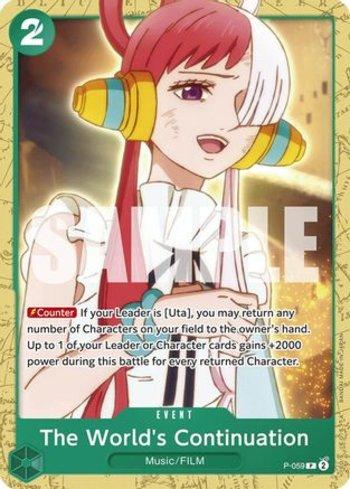 2
SAMPLE
Counter If your Leader is [Uta], you may return any
number of Characters on your field to the owner's hand.
Up to 1 of your Leader or Character cards gains +2000
power during this battle for every returned Character.
EVENT
The World's Continuation
Music/FILM
P-059 P 2